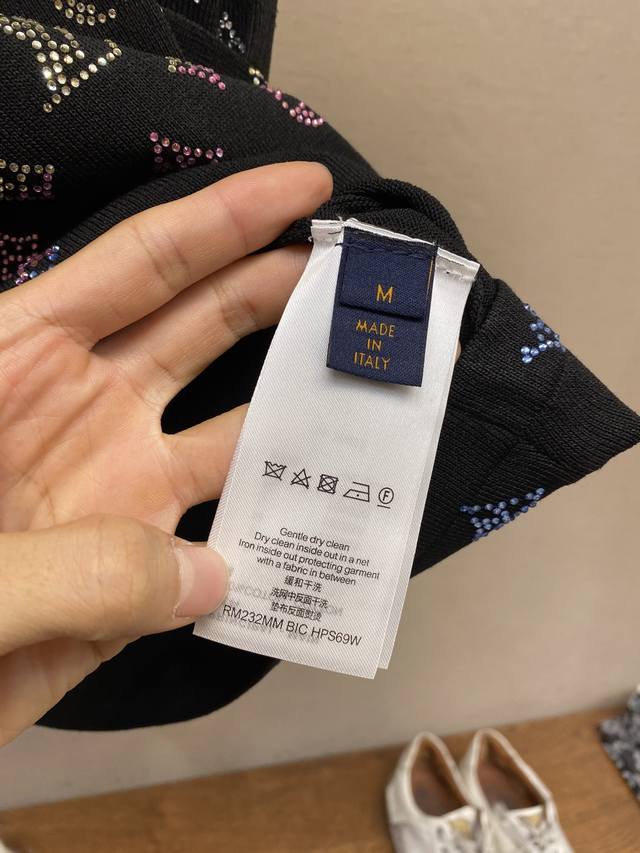 M
MADE
IN
ITALY
F
Gentle dry clean
Dry clean inside out in a net
Iron inside out protecting garment
with a fabric in between
缓和干洗
洗网中反面干洗
垫布反面熨烫
RM232MM BIC HPS69W